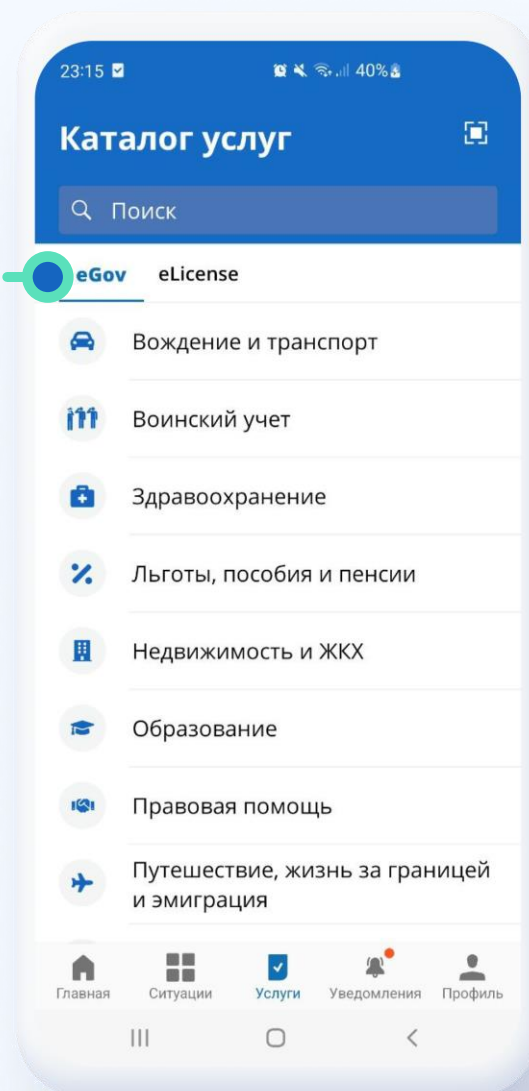 23:15
40%
Каталог услуг
Поиск
eGov eLicense
Вождение и транспорт
Воинский учет
Здравоохранение
Льготы, пособия и пенсии
Недвижимость и ЖКХ
Образование
Правовая помощь
Путешествие, жизнь за границей
и эмиграция
Главная Ситуации Услуги Уведомления Профиль